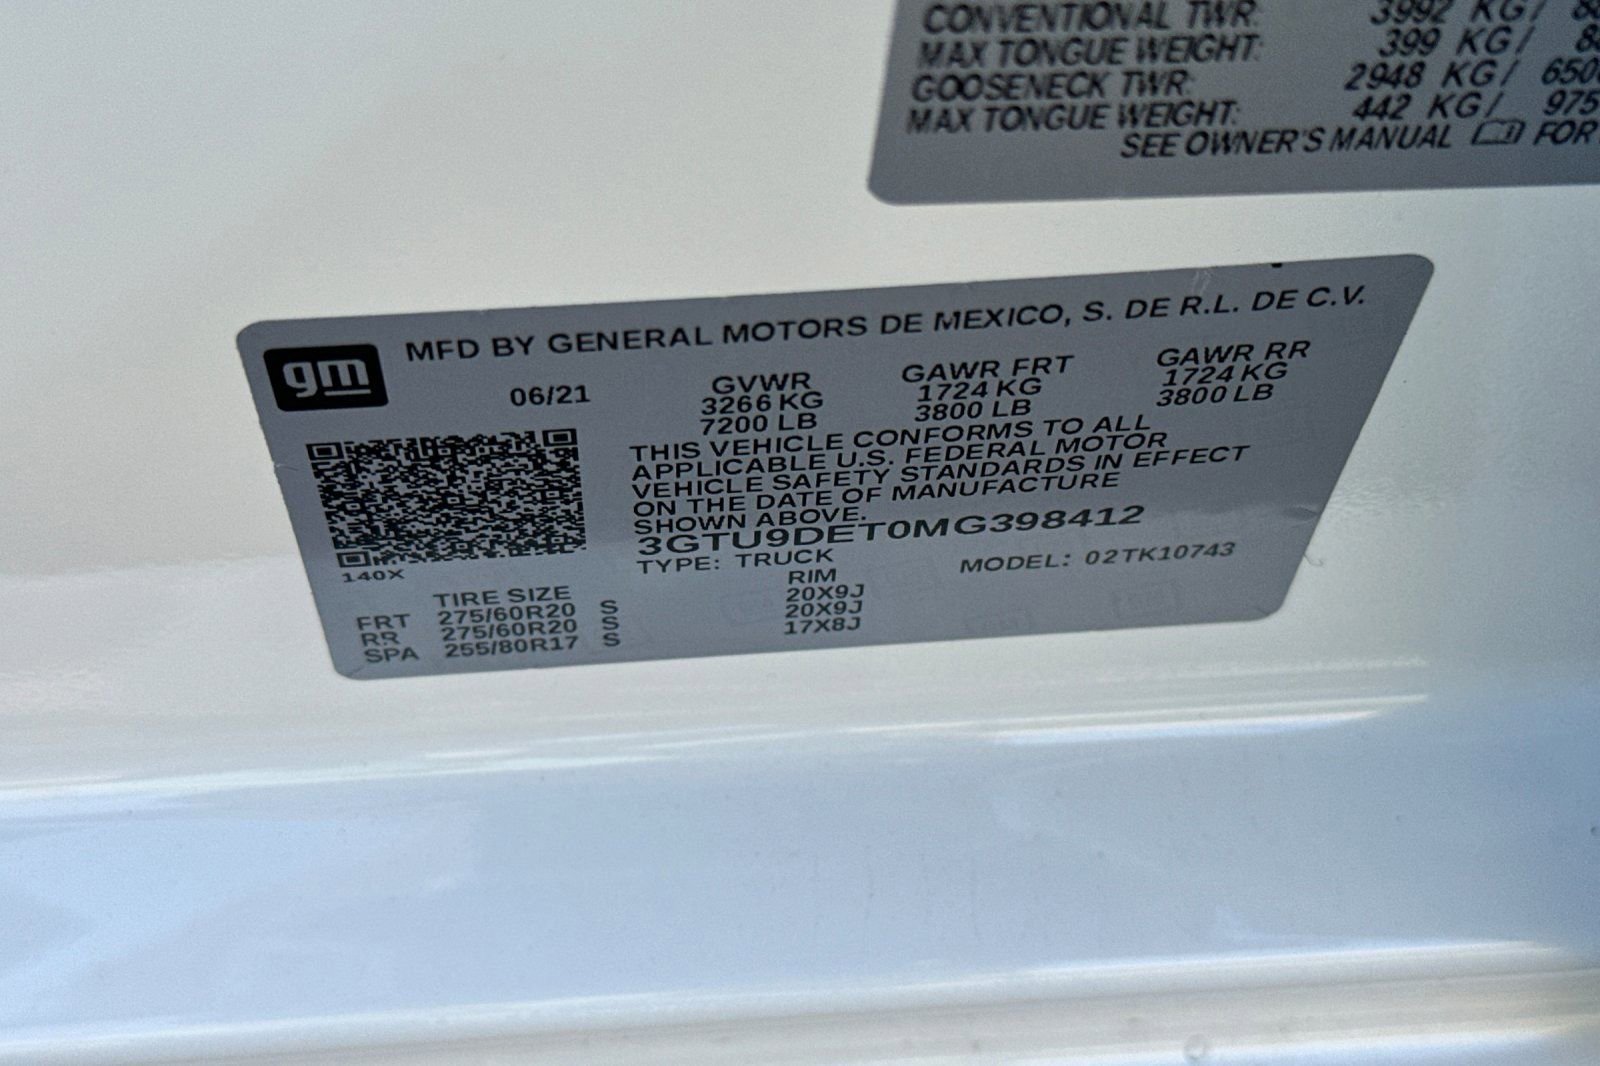 CONVENTIONAL TWR: 3992 KG/
MAX TONGUE WEIGHT: 399 KG/
GOOSENECK TWR: 2948 KG/ 650
MAX TONGUE WEIGHT: 442 KG/ 975
SEE OWNER'S MANUAL FOR
gm
MFD BY GENERAL MOTORS DE MEXICO, S. DE R.L. DE C.V.
06/21 GVWR GAWR FRT GAWR RR
3266 KG 1724 KG 1724 KG
7200 LB 3800 LB 3800 LB
THIS VEHICLE CONFORMS TO ALL
APPLICABLE U.S. FEDERAL MOTOR
VEHICLE SAFETY STANDARDS IN EFFECT
ON THE DATE OF MANUFACTURE
SHOWN ABOVE.
3GTU9DET0MG398412
TYPE: TRUCK MODEL: 02TK10743
140X
TIRE SIZE RIM
FRT 275/60R20 S 20X9J
RR 275/60R20 S 20X9J
SPA 255/80R17 S 17X8J